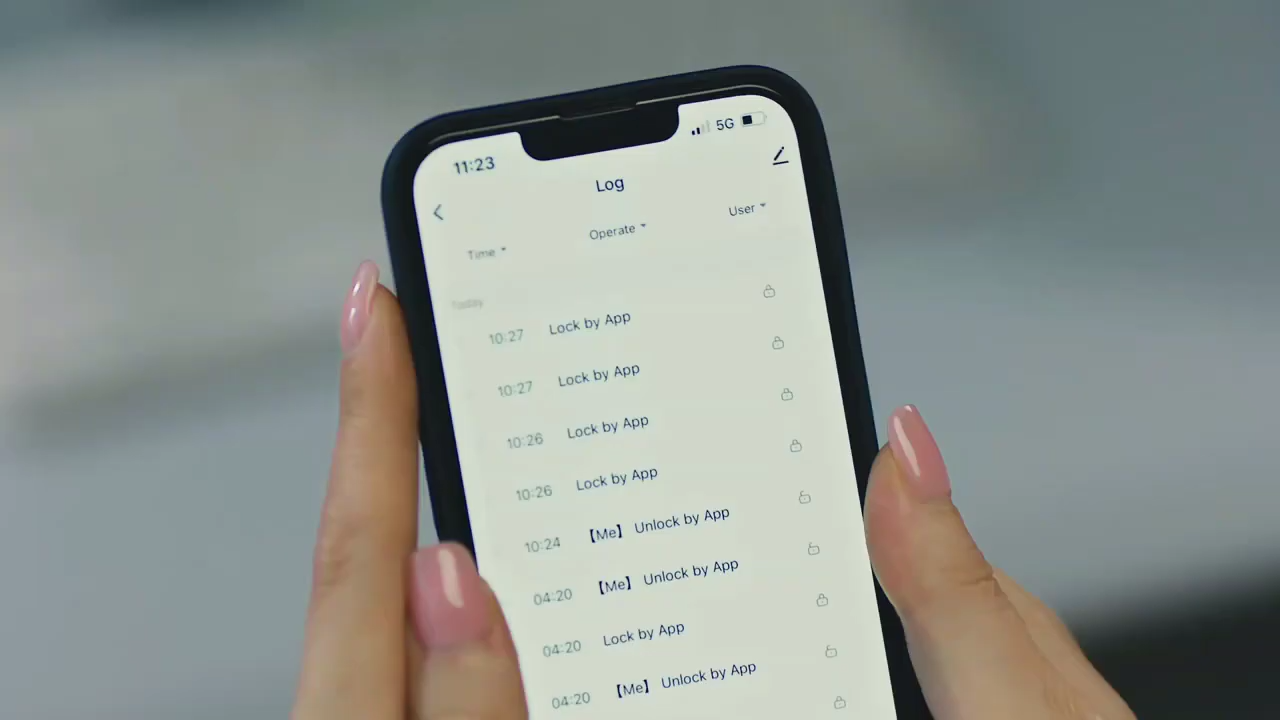 11:23 5G
Log
Time Operate User
Today
10:27 Lock by App
10:27 Lock by App
10:26 Lock by App
10:26 Lock by App
10:24 【Me】 Unlock by App
04:20 【Me】 Unlock by App
04:20 Lock by App
04:20 【Me】 Unlock by App